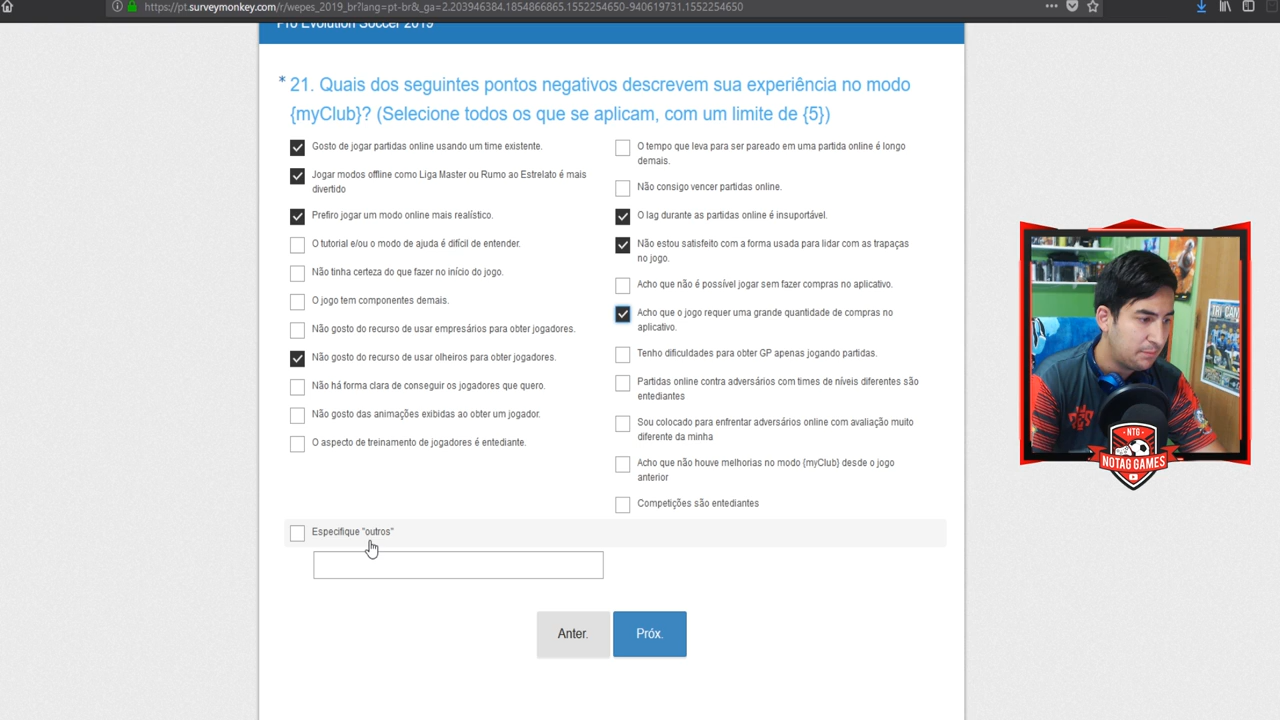 https://pt.surveymonkey.com/r/wepes_2019_br?lang=pt-br&_ga=2.203946384.1854866865.1552254650-940619731.1552254650
Pro Evolution Soccer 2019
* 21. Quais dos seguintes pontos negativos descrevem sua experiência no modo
{myClub}? (Selecione todos os que se aplicam, com um limite de {5})
Gosto de jogar partidas online usando um time existente.
Jogar modos offline como Liga Master ou Rumo ao Estrelato é mais
divertido
Prefiro jogar um modo online mais realístico.
O tutorial e/ou o modo de ajuda é difícil de entender.
Não tinha certeza do que fazer no início do jogo.
O jogo tem componentes demais.
Não gosto do recurso de usar empresários para obter jogadores.
Não gosto do recurso de usar olheiros para obter jogadores.
Não há forma clara de conseguir os jogadores que quero.
Não gosto das animações exibidas ao obter um jogador.
O aspecto de treinamento de jogadores é entediante.
O tempo que leva para ser pareado em uma partida online é longo
demais.
Não consigo vencer partidas online.
O lag durante as partidas online é insuportável.
Não estou satisfeito com a forma usada para lidar com as trapaças
no jogo.
Acho que não é possível jogar sem fazer compras no aplicativo.
Acho que o jogo requer uma grande quantidade de compras no
aplicativo.
Tenho dificuldades para obter GP apenas jogando partidas.
Partidas online contra adversários com times de níveis diferentes são
entediantes
Sou colocado para enfrentar adversários online com avaliação muito
diferente da minha
Acho que não houve melhorias no modo {myClub} desde o jogo
anterior
Competições são entediantes
Especifique "outros"
Anter.
Próx.
TRI CAM
NTG
NOTAG GAMES